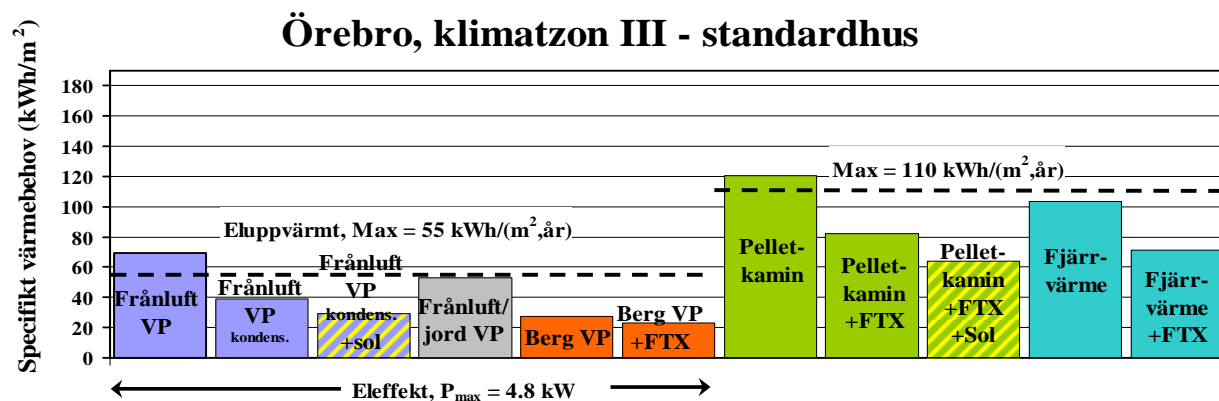 Örebro, klimatzon III - standardhus
Specifikt värmebehov (kWh/m²)
180
160
140
120
100
80
60
40
20
0
Max = 110 kWh/(m²,år)
Eluppvärmt, Max = 55 kWh/(m²,år)
Frånluft
VP
Frånluft
VP
kondens.
Frånluft
VP
kondens.
+sol
Frånluft/
jord VP
Berg VP
Berg VP
+FTX
Pellet-
kamin
Pellet-
kamin
+FTX
Pellet-
kamin
+FTX
+Sol
Fjärr-
värme
Fjärr-
värme
+FTX
Eleffekt, Pmax = 4.8 kW